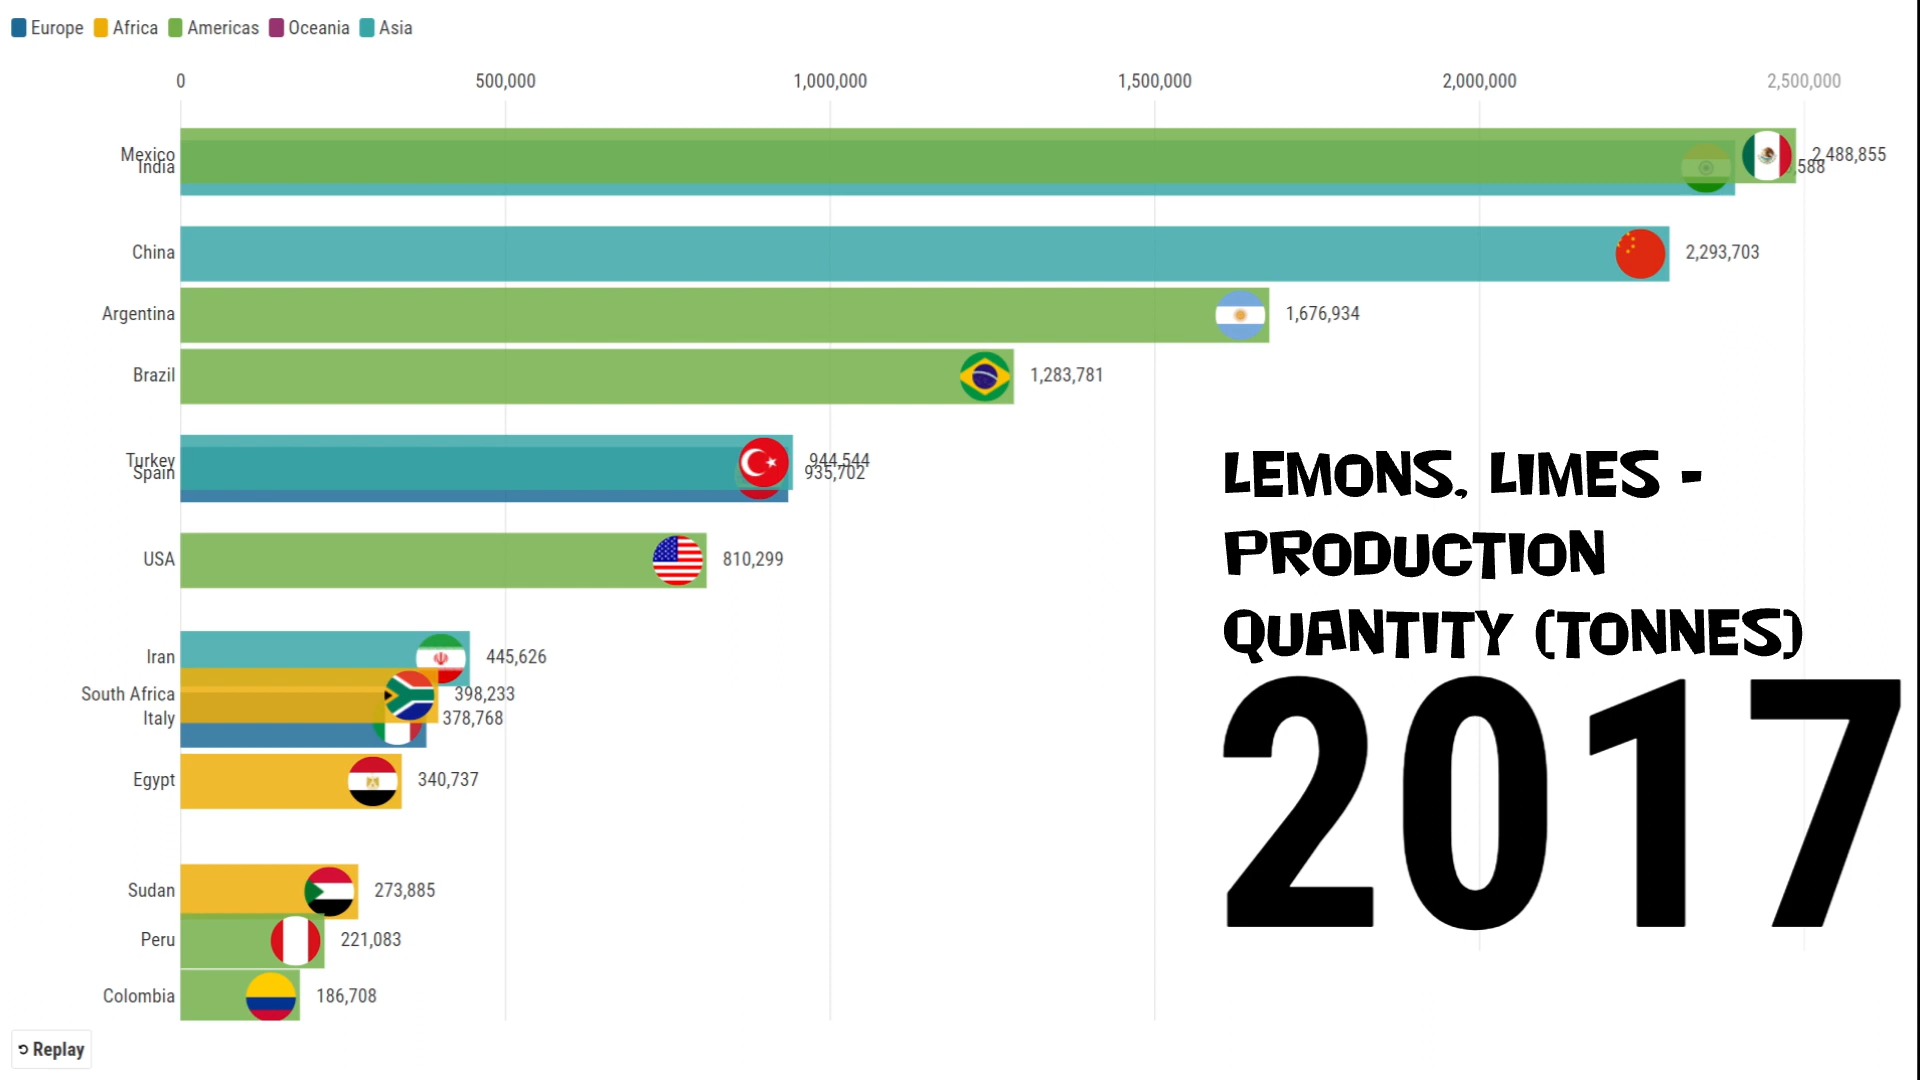 Europe Africa Americas Oceania Asia
0 500,000 1,000,000 1,500,000 2,000,000 2,500,000
Mexico 2,488,855
India
China 2,293,703
Argentina 1,676,934
Brazil 1,283,781
Turkey 944,544
Spain 935,702
USA 810,299
Iran 445,626
South Africa 398,233
Italy 378,768
Egypt 340,737
Sudan 273,885
Peru 221,083
Colombia 186,708
LEMONS, LIMES -
PRODUCTION
QUANTITY (TONNES)
2017
Replay